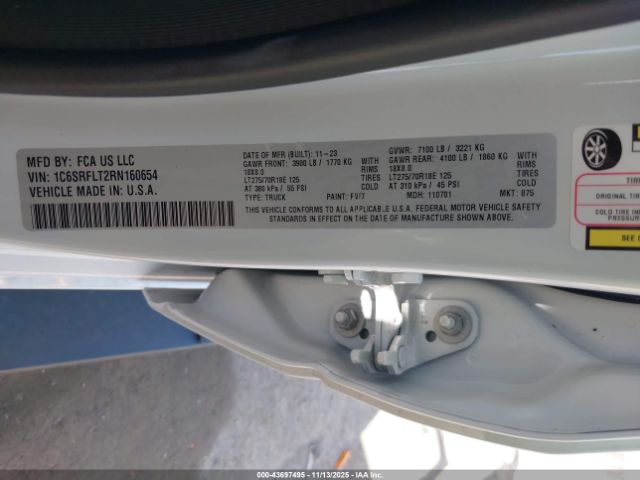 MFD BY: FCA US LLC
VIN: 1C6SRFLT2RN160654
VEHICLE MADE IN U.S.A.
DATE OF MFR (BUILT): 11-23
GAWR FRONT: 3900 LB / 1770 KG WITH
18X8.0 RIMS
LT275/70R18E 125 TIRES
AT 380 kPa / 55 PSI COLD
TYPE: TRUCK PAINT:
GVWR: 7100 LB / 3221 KG
GAWR REAR: 4100 LB / 1860 KG WITH
18X8.0 RIMS
LT275/70R18E 125 TIRES
AT 310 kPa / 45 PSI COLD
MDH: 110701 MKT: 875
THIS VEHICLE CONFORMS TO ALL APPLICABLE U.S.A. FEDERAL MOTOR VEHICLE SAFETY
STANDARDS IN EFFECT ON THE DATE OF MANUFACTURE SHOWN ABOVE.
ORIGINAL TIRE
COLD TIRE IN
PRESSURE
SEE
000-43697495 - 11/13/2025 - IAAI.com